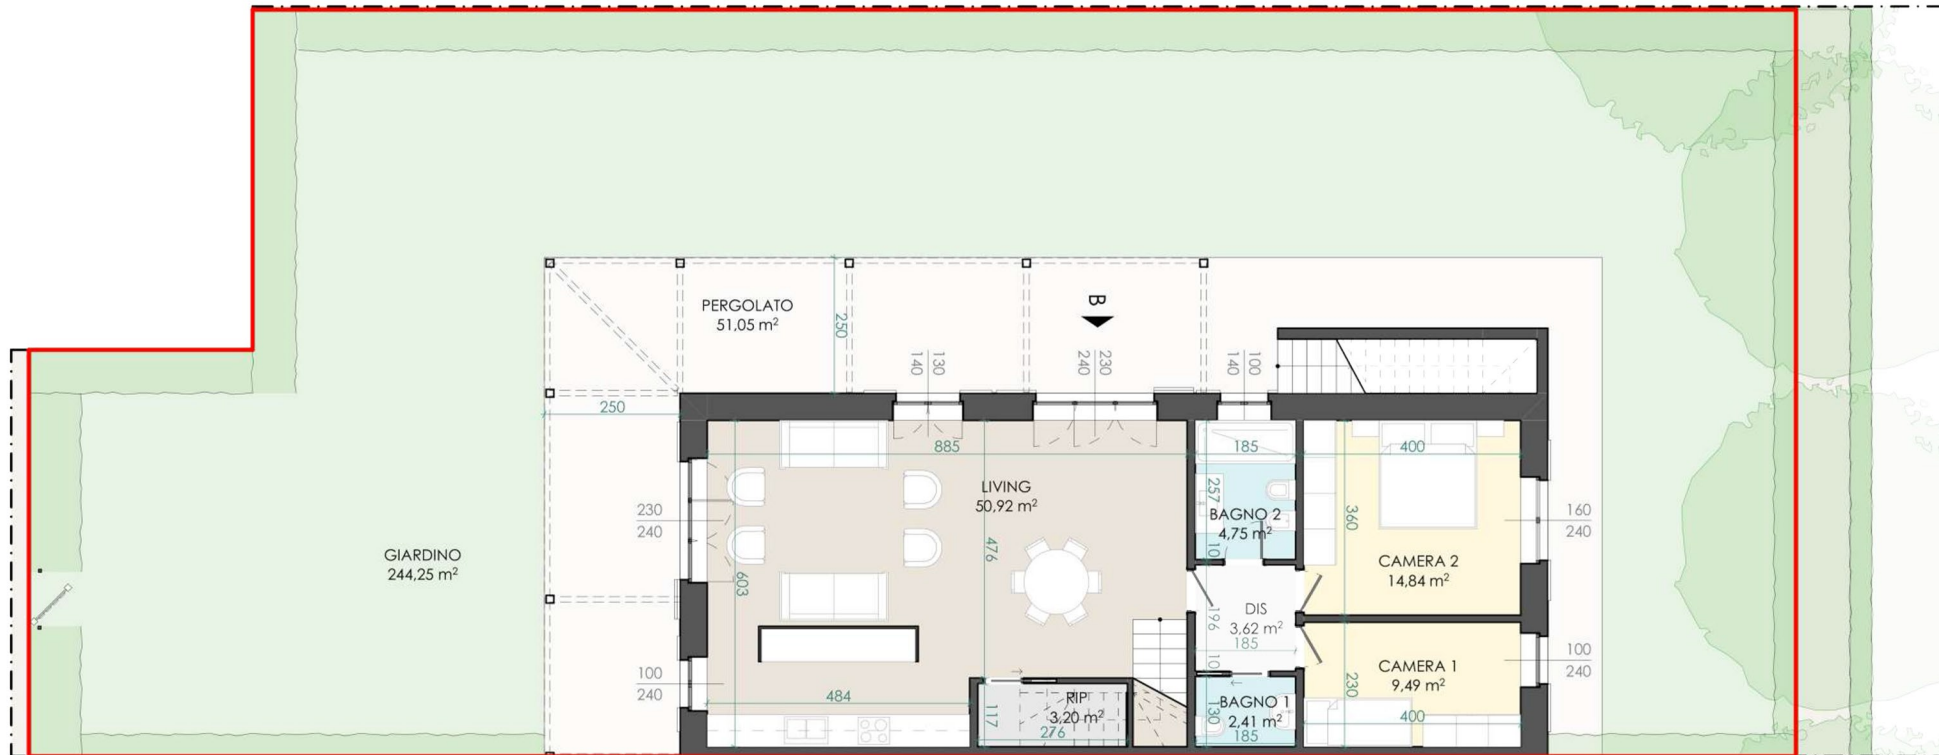 PERGOLATO
51,05 m²
250
B
130
140
230
240
100
140
250
885
185
400
LIVING
50,92 m²
257
BAGNO 2
4,75 m²
360
230
240
160
240
476
10
CAMERA 2
14,84 m²
GIARDINO
244,25 m²
603
DIS
3,62 m²
196
185
10
100
240
CAMERA 1
9,49 m²
100
240
484
RIP
3,20 m²
117
276
BAGNO 1
2,41 m²
130
185
230
400